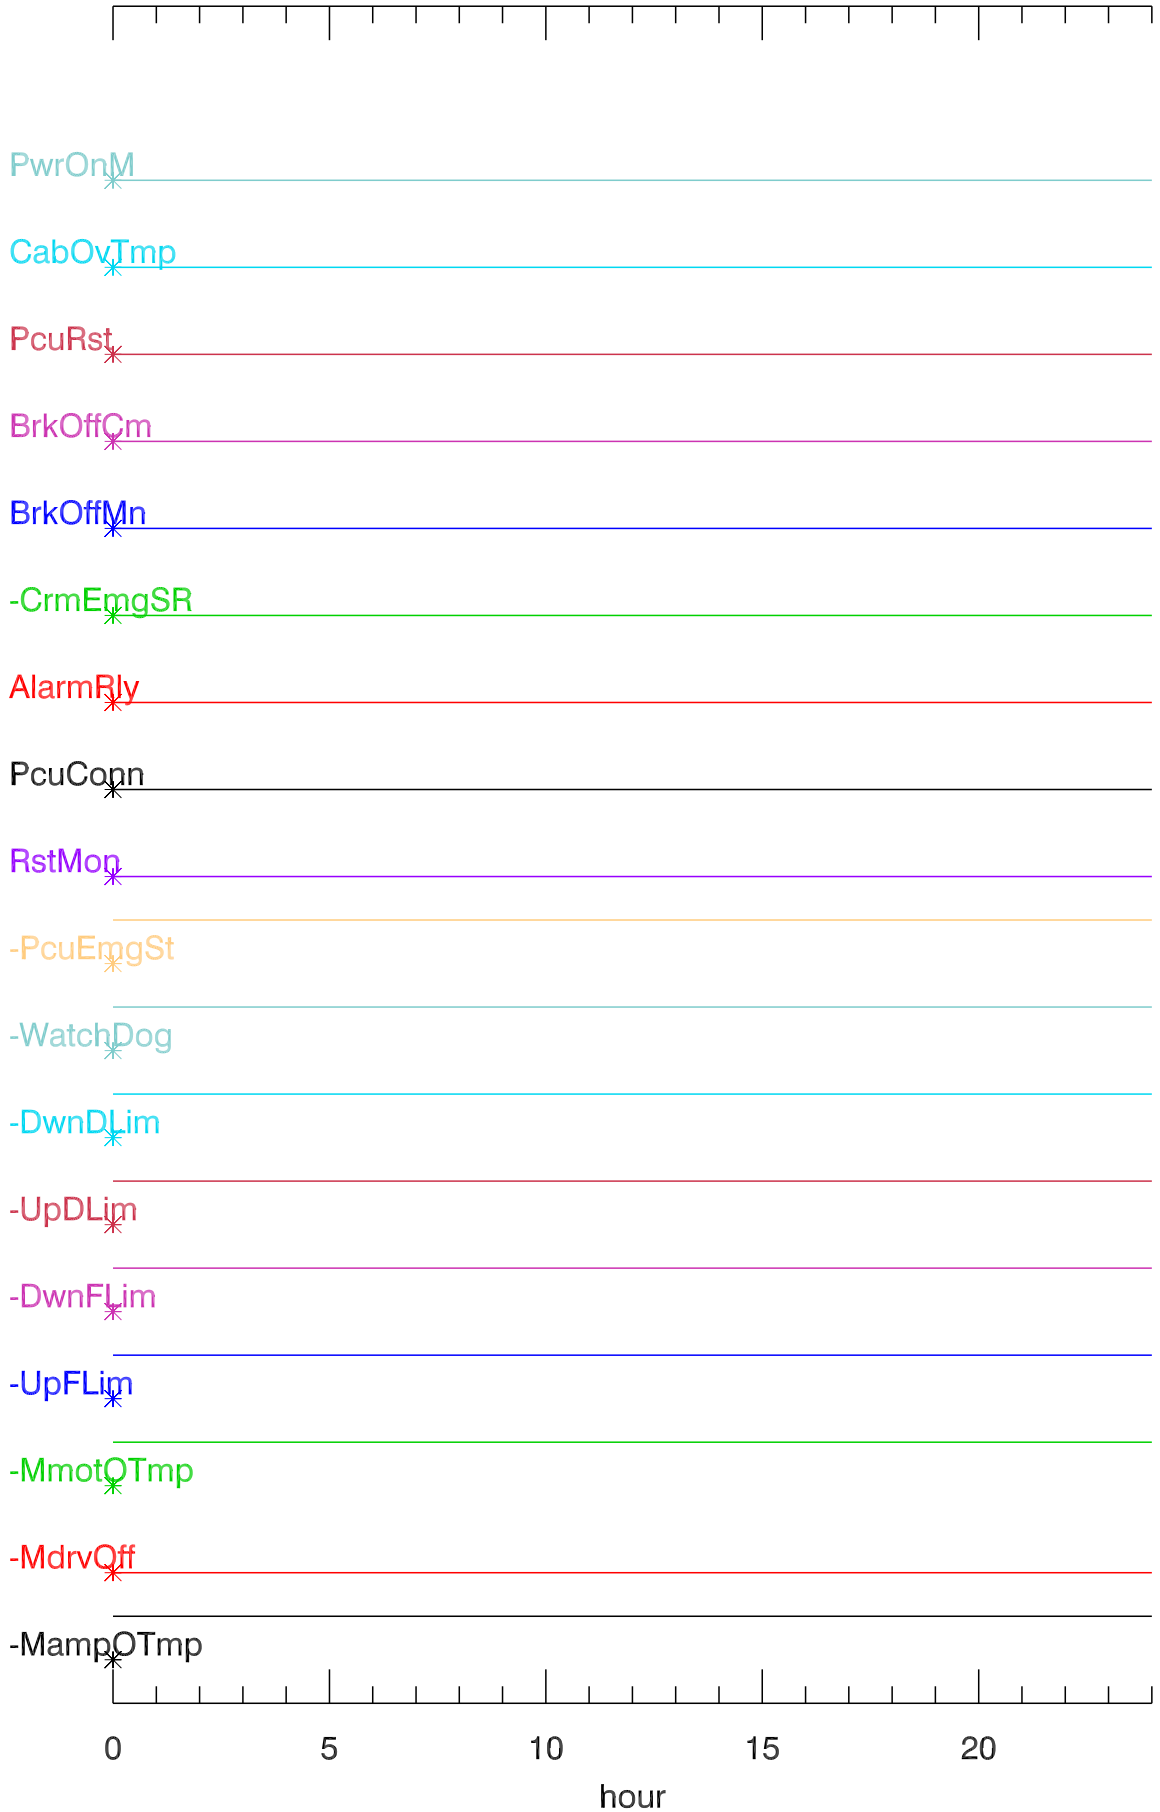 PwrOnM
CabOvTmp
PcuRst
BrkOffCm
BrkOffMn
-CrmEmgSR
AlarmRly
PcuConn
RstMon
-PcuEmgSt
-WatchDog
-DwnDLim
-UpDLim
-DwnFLim
-UpFLim
-MmotOTmp
-MdrvOff
-MampOTmp
0 5 10 15 20
hour